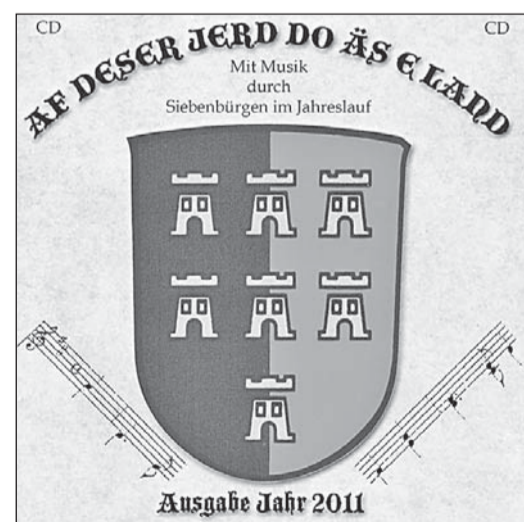 CD CD
AF DESER JERD DO ÄS E LAND
Mit Musik
durch
Siebenbürgen im Jahreslauf
Ausgabe Jahr 2011